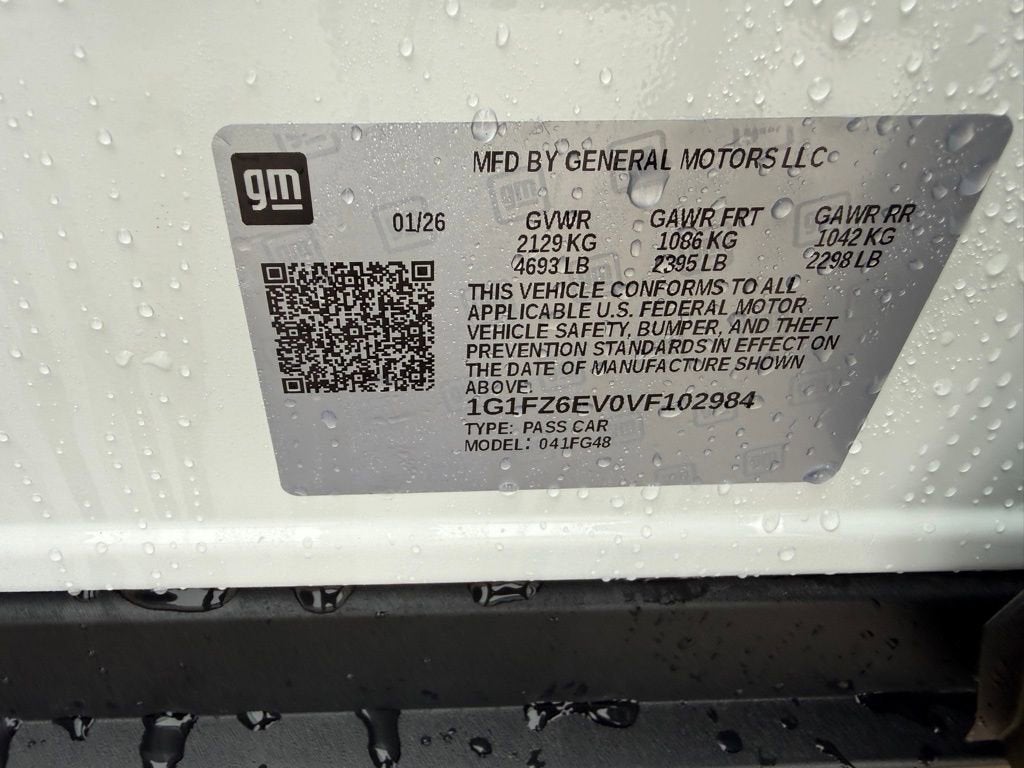 gm
MFD BY GENERAL MOTORS LLC
01/26 GVWR GAWR FRT GAWR RR
2129 KG 1086 KG 1042 KG
4693 LB 2395 LB 2298 LB
THIS VEHICLE CONFORMS TO ALL
APPLICABLE U.S. FEDERAL MOTOR
VEHICLE SAFETY, BUMPER, AND THEFT
PREVENTION STANDARDS IN EFFECT ON
THE DATE OF MANUFACTURE SHOWN
ABOVE.
1G1FZ6EV0VF102984
TYPE: PASS CAR
MODEL: 041FG48